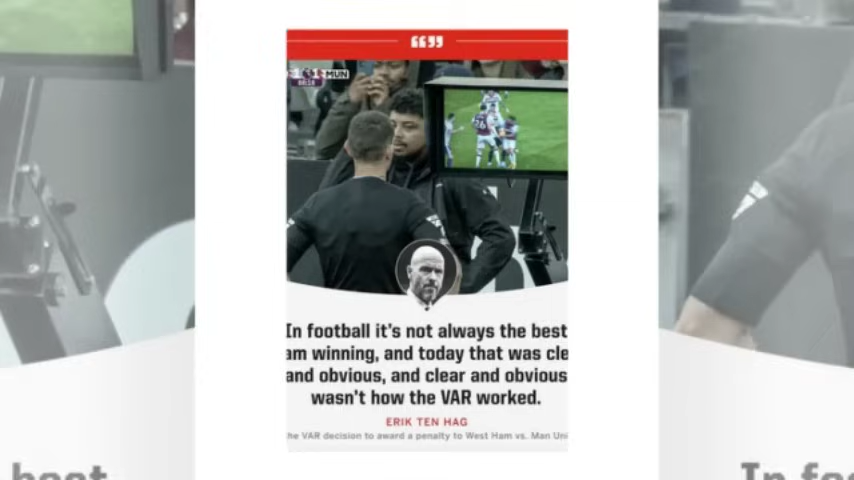 MUN
26
In football it's not always the best
am winning, and today that was cle
and obvious, and clear and obvious
wasn't how the VAR worked.
ERIK TEN HAG
he VAR decision to award a penalty to West Ham vs. Man Uni
best
In foo